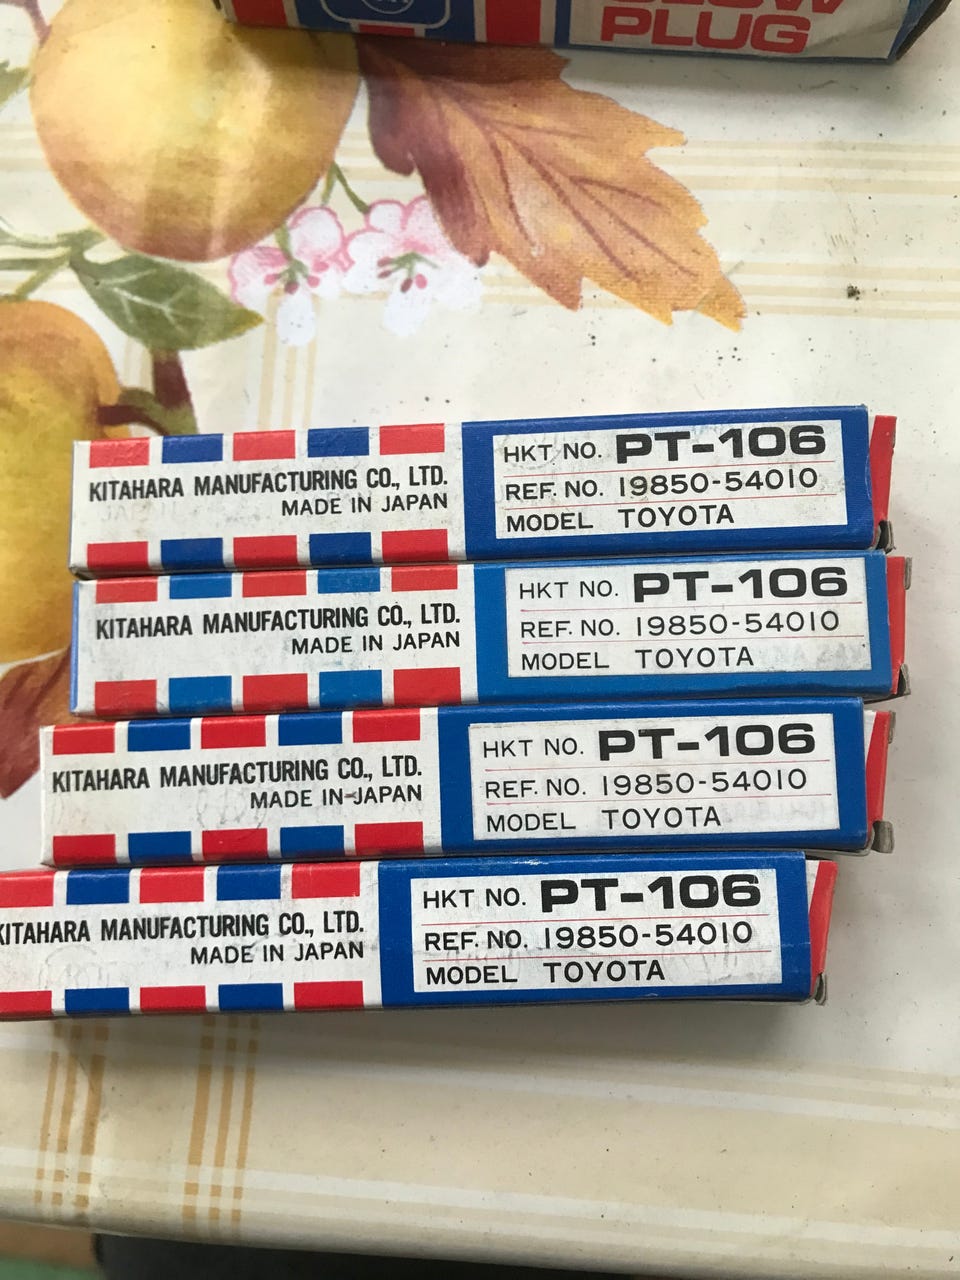 PLUG
KITAHARA MANUFACTURING CO., LTD.
MADE IN JAPAN
HKT NO. PT-106
REF. NO. 19850-54010
MODEL TOYOTA
KITAHARA MANUFACTURING CO., LTD.
MADE IN JAPAN
HKT NO. PT-106
REF. NO. 19850-54010
MODEL TOYOTA
KITAHARA MANUFACTURING CO., LTD.
MADE IN JAPAN
HKT NO. PT-106
REF. NO. 19850-54010
MODEL TOYOTA
KITAHARA MANUFACTURING CO., LTD.
MADE IN JAPAN
HKT NO. PT-106
REF. NO. 19850-54010
MODEL TOYOTA